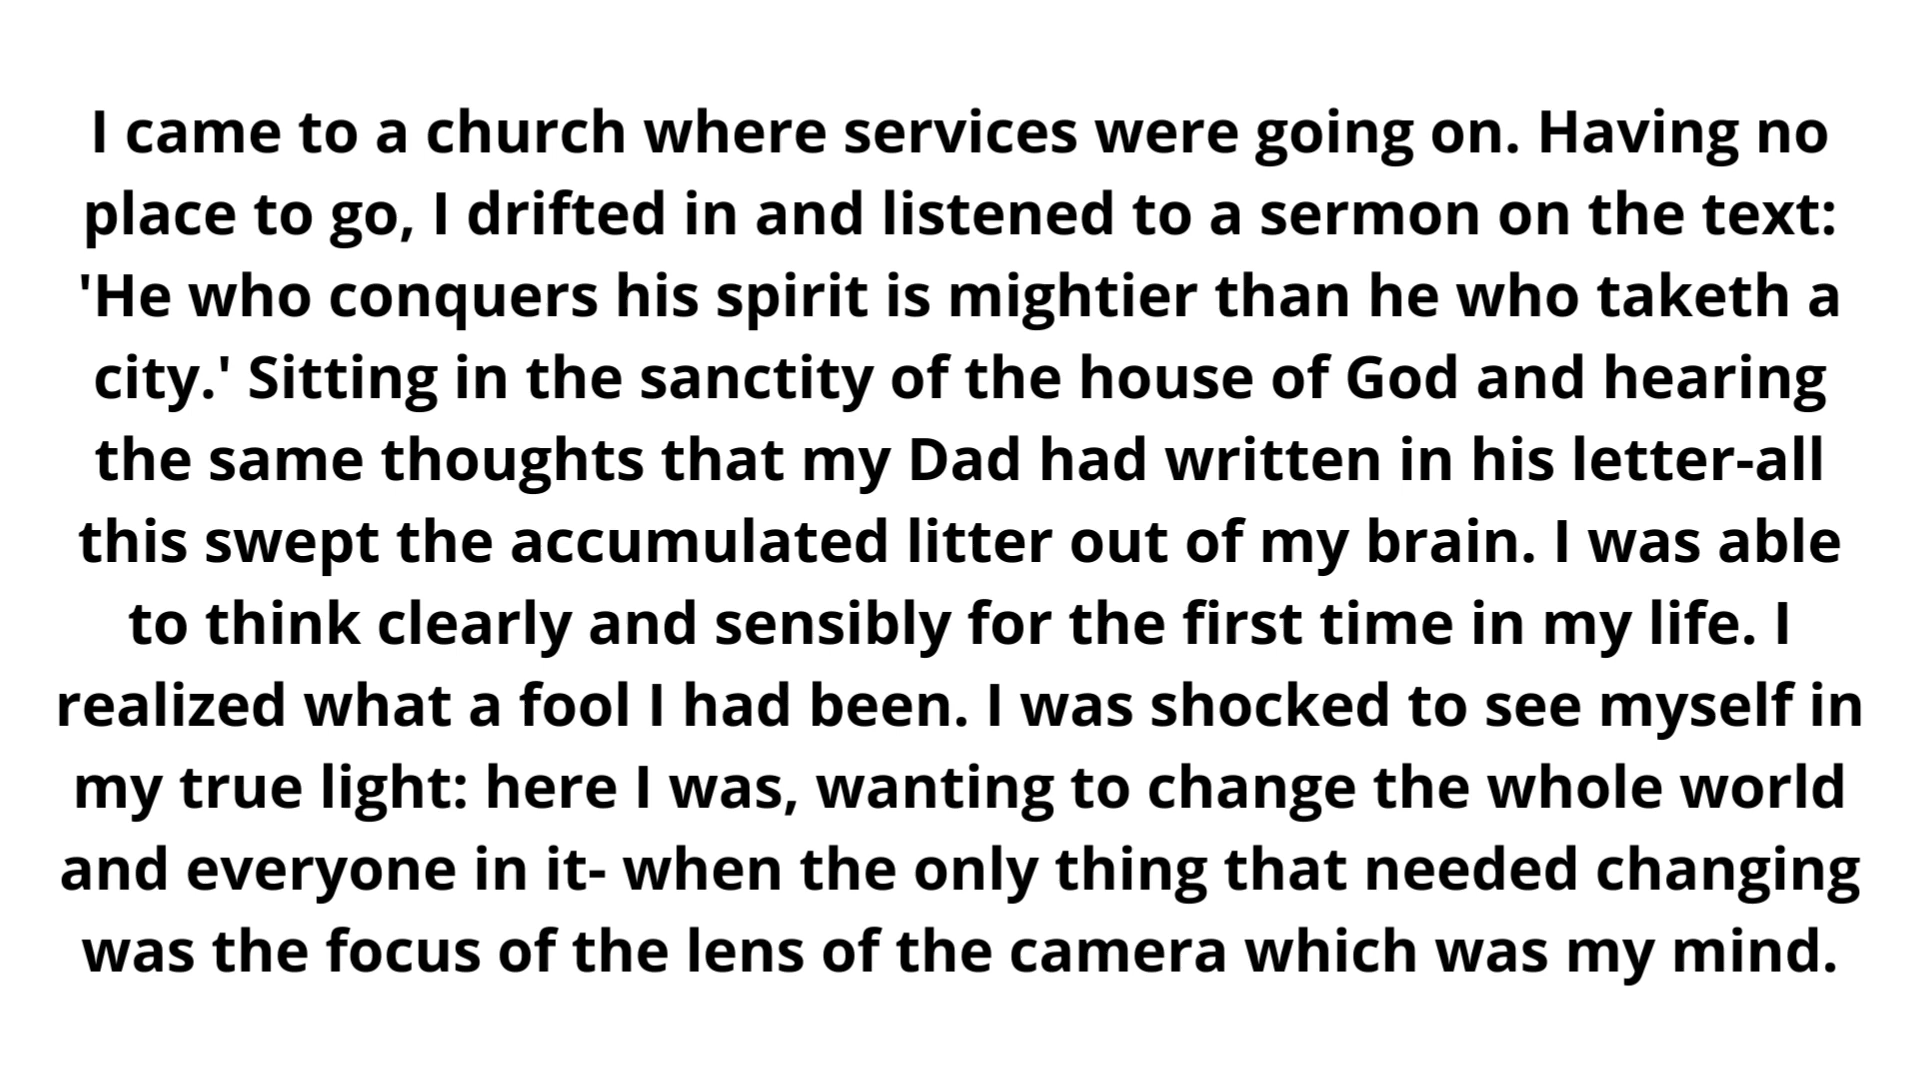 I came to a church where services were going on. Having no
place to go, I drifted in and listened to a sermon on the text:
'He who conquers his spirit is mightier than he who taketh a
city.' Sitting in the sanctity of the house of God and hearing
the same thoughts that my Dad had written in his letter-all
this swept the accumulated litter out of my brain. I was able
to think clearly and sensibly for the first time in my life. I
realized what a fool I had been. I was shocked to see myself in
my true light: here I was, wanting to change the whole world
and everyone in it- when the only thing that needed changing
was the focus of the lens of the camera which was my mind.